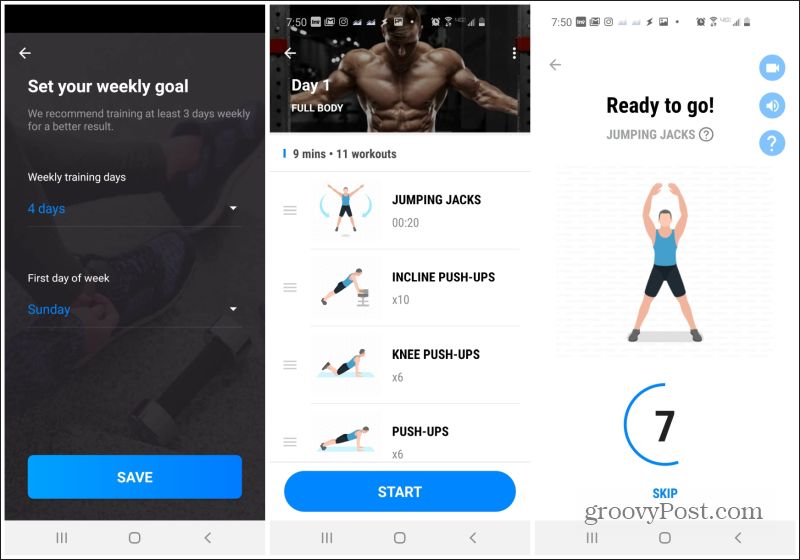 Set your weekly goal
We recommend training at least 3 days weekly
for a better result.
Weekly training days
4 days
First day of week
Sunday
SAVE
7:50
Day 1
FULL BODY
9 mins • 11 workouts
JUMPING JACKS
00:20
INCLINE PUSH-UPS
x10
KNEE PUSH-UPS
x6
PUSH-UPS
x6
START
7:50
Ready to go!
JUMPING JACKS ?
?
7
SKIP
groovyPost.com